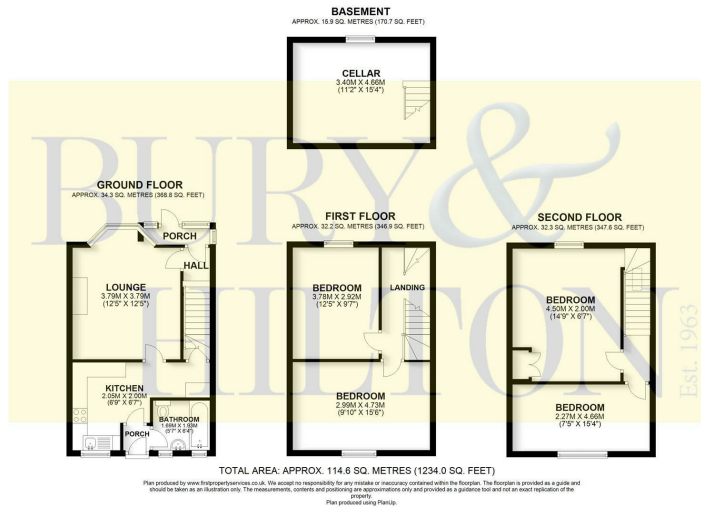 BASEMENT
APPROX. 15.9 SQ. METRES (170.7 SQ. FEET)
CELLAR
3.40M X 4.66M
(11'2" X 15'4")
BURY &
HILTON
Est. 1963
GROUND FLOOR
APPROX. 34.3 SQ. METRES (368.8 SQ. FEET)
PORCH
HALL
LOUNGE
3.79M X 3.79M
(12'5" X 12'5")
KITCHEN
2.05M X 2.00M
(6'9" X 6'7")
BATHROOM
1.69M X 1.93M
(5'7" X 6'4")
PORCH
FIRST FLOOR
APPROX. 32.2 SQ. METRES (346.9 SQ. FEET)
BEDROOM
3.78M X 2.92M
(12'5" X 9'7")
LANDING
BEDROOM
2.99M X 4.73M
(9'10" X 15'6")
SECOND FLOOR
APPROX. 32.3 SQ. METRES (347.6 SQ. FEET)
BEDROOM
4.50M X 2.00M
(14'9" X 6'7")
BEDROOM
2.27M X 4.66M
(7'5" X 15'4")
TOTAL AREA: APPROX. 114.6 SQ. METRES (1234.0 SQ. FEET)
Plan produced by www.firstpropertyservices.co.uk. We accept no responsibility for any mistake or inaccuracy contained within the floorplan. The floorplan is provided as a guide and
should be taken as an illustration only. The measurements, contents and positioning are approximations only and provided as a guidance tool and not an exact replication of the
property.
Plan produced using PlanUp.